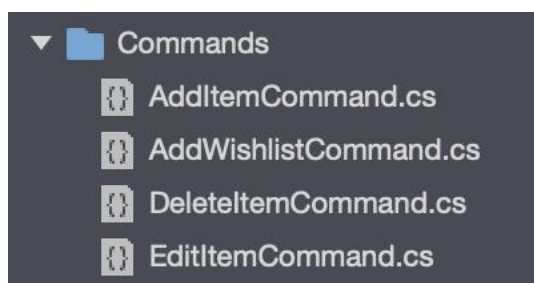 Commands
{} AddItemCommand.cs
{} AddWishlistCommand.cs
{} DeleteItemCommand.cs
{} EditItemCommand.cs